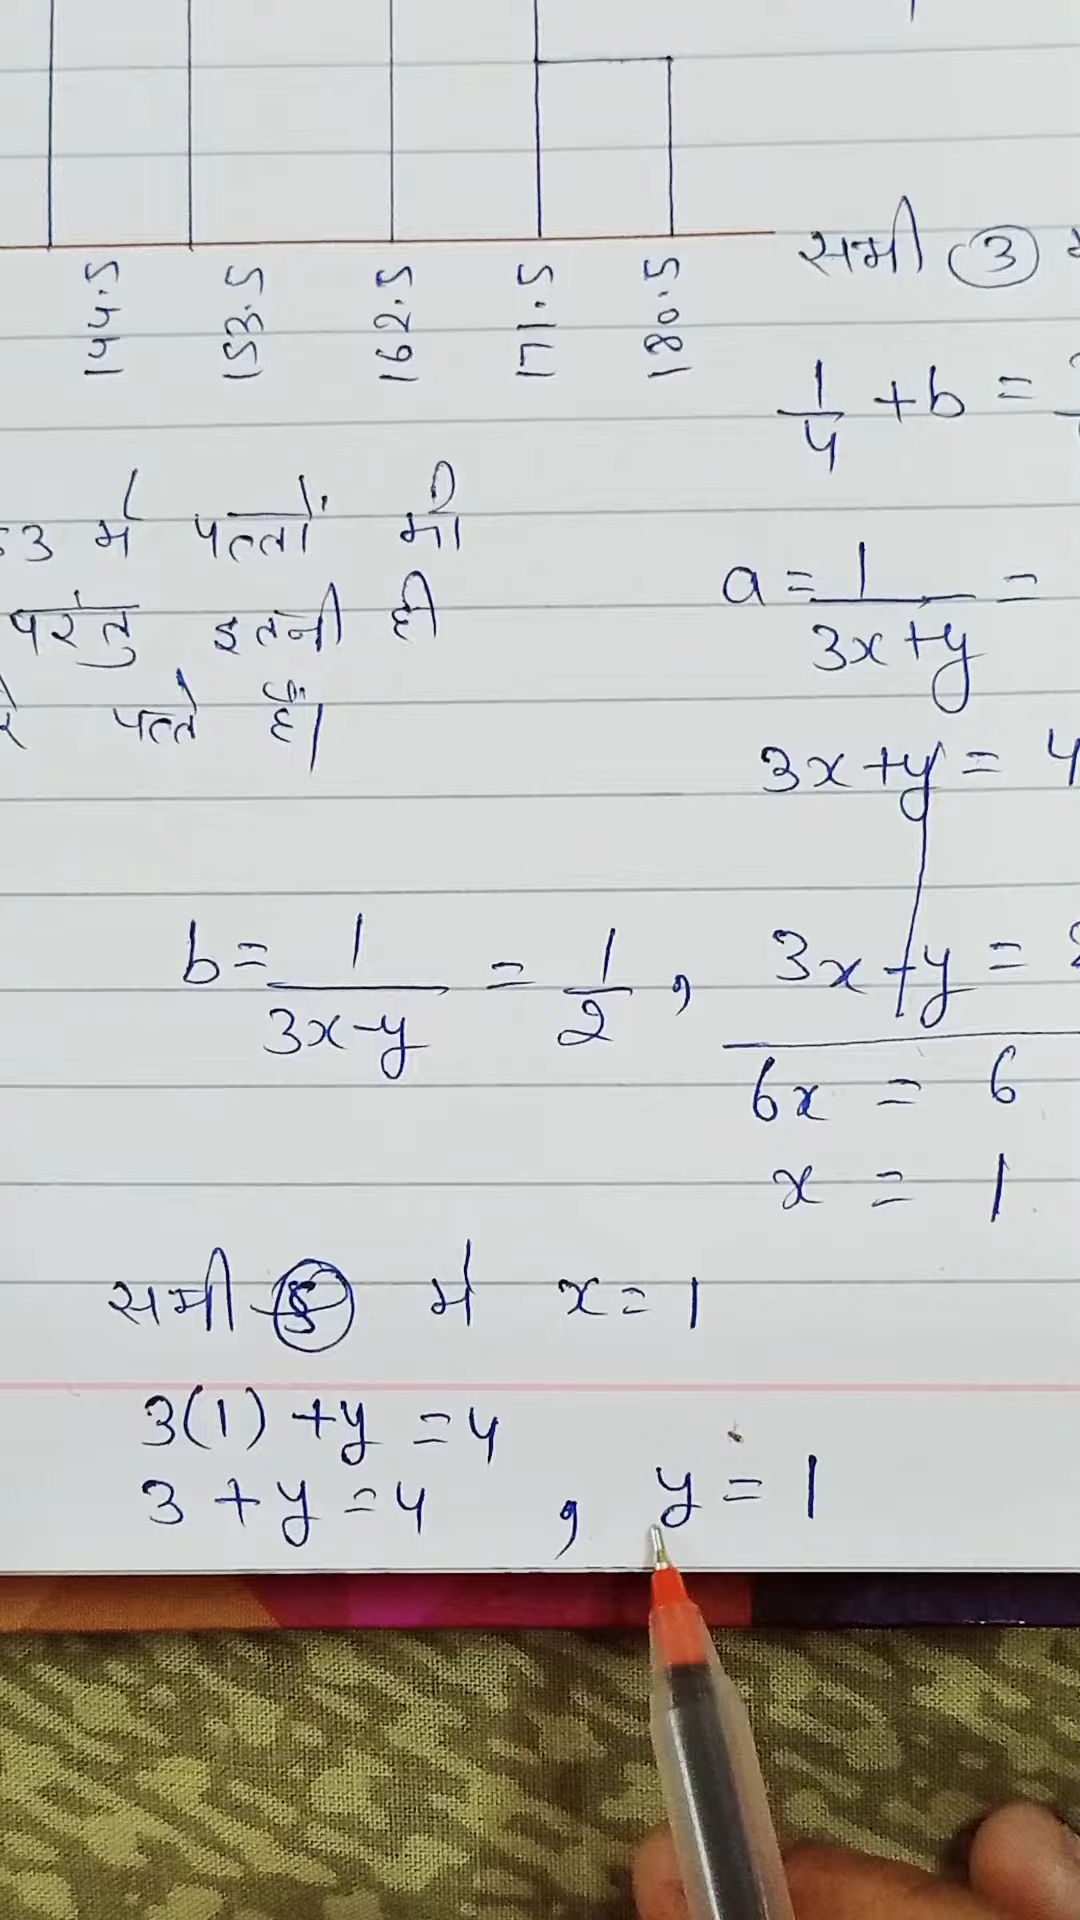 144.5 153.5 162.5 171.5 180.5
समी ③
1/4 + b =
53 में पत्तों की
परंतु इतनी ही
पत्ते हैं।
a = 1/(3x+y) =
3x+y = 4
b = 1/(3x-y) = 1/2 , 3x-y =
6x = 6
x = 1
समी ⑤ में x = 1
3(1) + y = 4
3 + y = 4 , y = 1